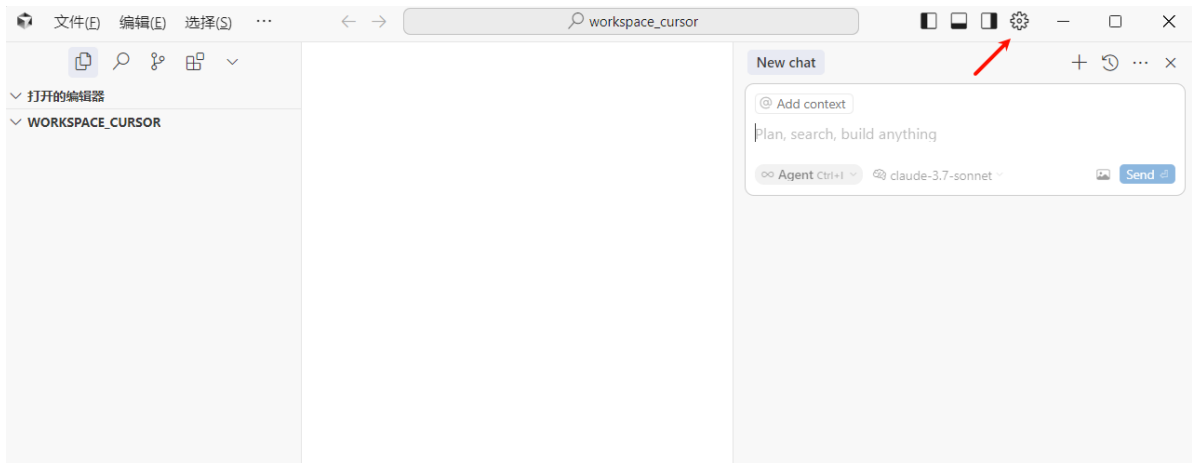 文件(F) 编辑(E) 选择(S) ··· workspace_cursor
打开的编辑器
WORKSPACE_CURSOR
New chat
@ Add context
Plan, search, build anything
∞ Agent Ctrl+I claude-3.7-sonnet Send ⏎